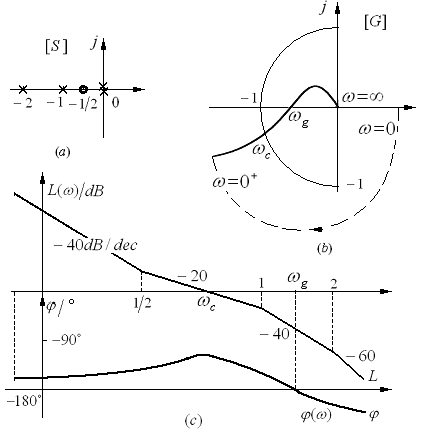 [S]
j
−2
−1
−1/2
0
(a)
j
[G]
−1
ω=∞
ω_g
ω=0
ω_c
ω=0⁺
−1
(b)
L(ω)/dB
−40dB/dec
−20
1
ω_g
2
φ/°
1/2
ω_c
−40
−90°
−60
L
−180°
φ(ω)
φ
(c)